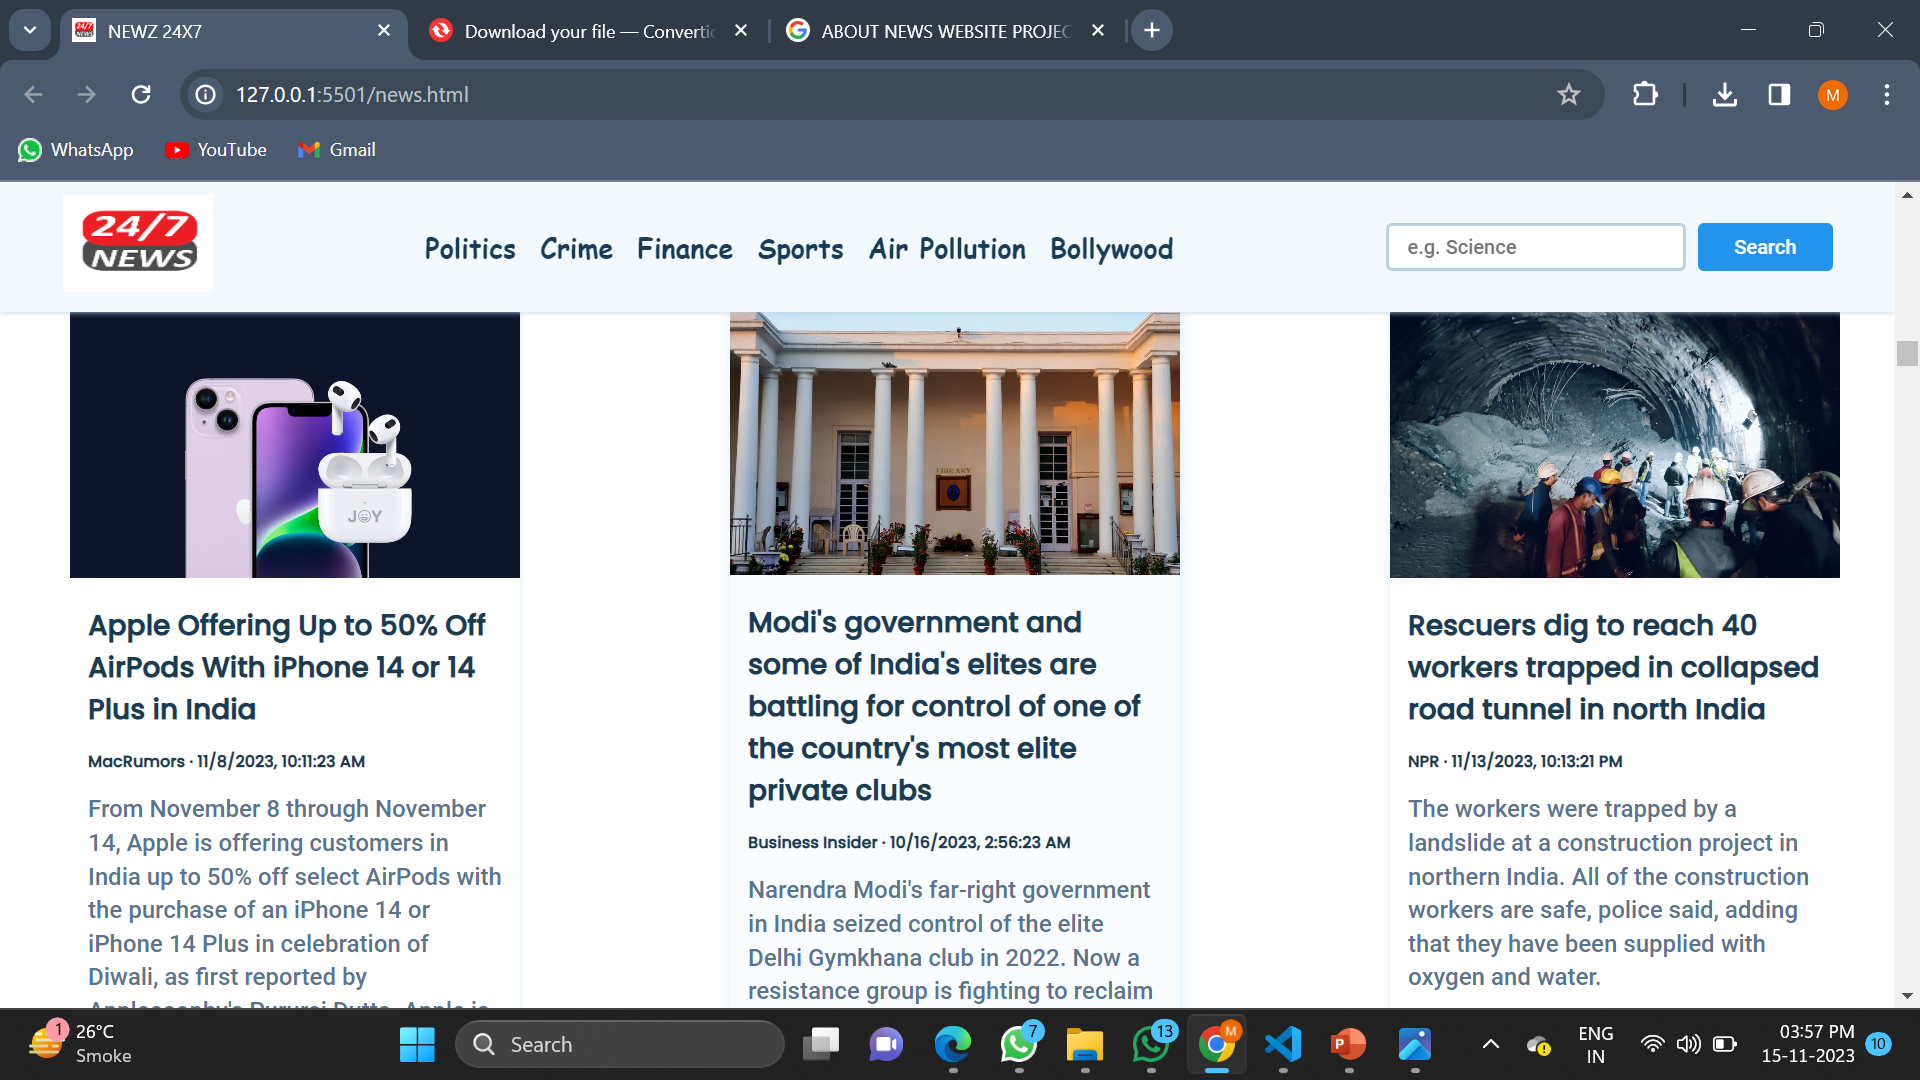 NEWZ 24X7
Download your file — Convertic
ABOUT NEWS WEBSITE PROJEC
127.0.0.1:5501/news.html
M
WhatsApp
YouTube
Gmail
24/7
NEWS
Politics
Crime
Finance
Sports
Air Pollution
Bollywood
e.g. Science
Search
JOY
Apple Offering Up to 50% Off
AirPods With iPhone 14 or 14
Plus in India
MacRumors · 11/8/2023, 10:11:23 AM
From November 8 through November
14, Apple is offering customers in
India up to 50% off select AirPods with
the purchase of an iPhone 14 or
iPhone 14 Plus in celebration of
Diwali, as first reported by
LIBRARY
Modi's government and
some of India's elites are
battling for control of one of
the country's most elite
private clubs
Business Insider · 10/16/2023, 2:56:23 AM
Narendra Modi's far-right government
in India seized control of the elite
Delhi Gymkhana club in 2022. Now a
resistance group is fighting to reclaim
Rescuers dig to reach 40
workers trapped in collapsed
road tunnel in north India
NPR · 11/13/2023, 10:13:21 PM
The workers were trapped by a
landslide at a construction project in
northern India. All of the construction
workers are safe, police said, adding
that they have been supplied with
oxygen and water.
1
26°C
Smoke
Search
7
13
M
P
ENG
IN
03:57 PM
15-11-2023
10